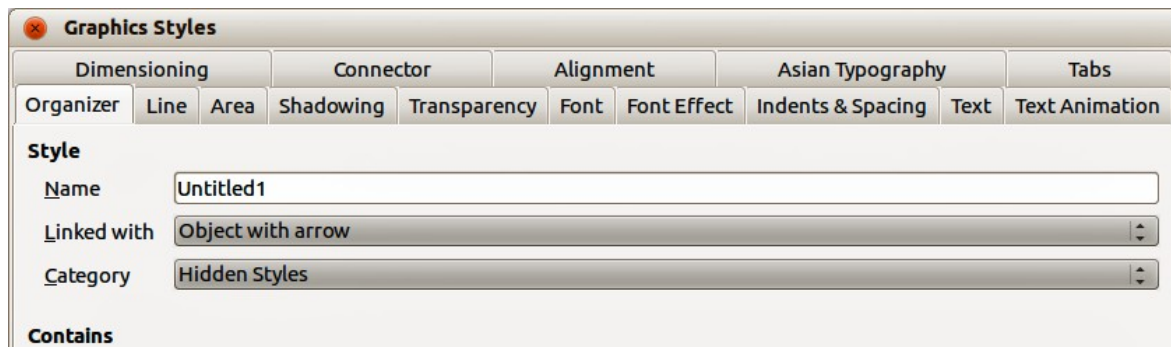 Graphics Styles
Dimensioning Connector Alignment Asian Typography Tabs
Organizer Line Area Shadowing Transparency Font Font Effect Indents & Spacing Text Text Animation
Style
Name Untitled1
Linked with Object with arrow
Category Hidden Styles
Contains